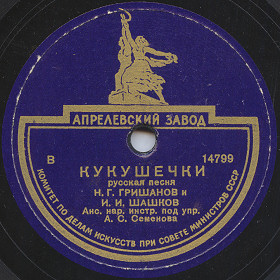 АПРЕЛЕВСКИЙ ЗАВОД
В 14799
КУКУШЕЧКИ
русская песня
Н. Г. ГРИШАНОВ и
И. И. ШАШКОВ
Анс. нар. инстр. под упр.
А. С. Семекова
КОМИТЕТ ПО ДЕЛАМ ИСКУССТВ ПРИ СОВЕТЕ МИНИСТРОВ СССР